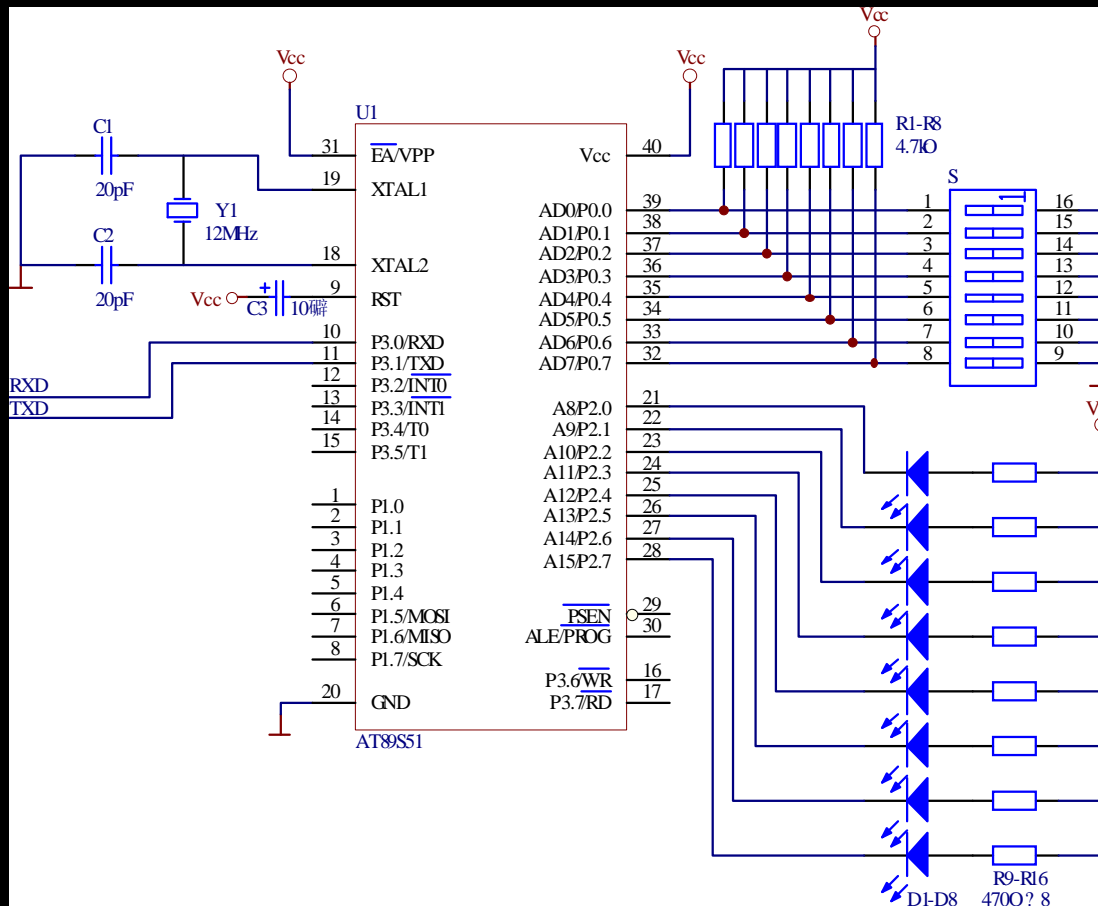 Vcc
Vcc
Vcc
U1
C1
20pF
Y1
12MHz
C2
20pF
Vcc
+
C3
10礔
RXD
TXD
31 EA/VPP
19 XTAL1
18 XTAL2
9 RST
10 P3.0/RXD
11 P3.1/TXD
12 P3.2/INT0
13 P3.3/INT1
14 P3.4/T0
15 P3.5/T1
1 P1.0
2 P1.1
3 P1.2
4 P1.3
5 P1.4
6 P1.5/MOSI
7 P1.6/MISO
8 P1.7/SCK
20 GND
AT89S51
Vcc 40
AD0/P0.0 39
AD1/P0.1 38
AD2/P0.2 37
AD3/P0.3 36
AD4/P0.4 35
AD5/P0.5 34
AD6/P0.6 33
AD7/P0.7 32
A8/P2.0 21
A9/P2.1 22
A10/P2.2 23
A11/P2.3 24
A12/P2.4 25
A13/P2.5 26
A14/P2.6 27
A15/P2.7 28
PSEN 29
ALE/PROG 30
P3.6/WR 16
P3.7/RD 17
R1-R8
4.7kO
S
1 16
2 15
3 14
4 13
5 12
6 11
7 10
8 9
D1-D8
R9-R16
470O? 8